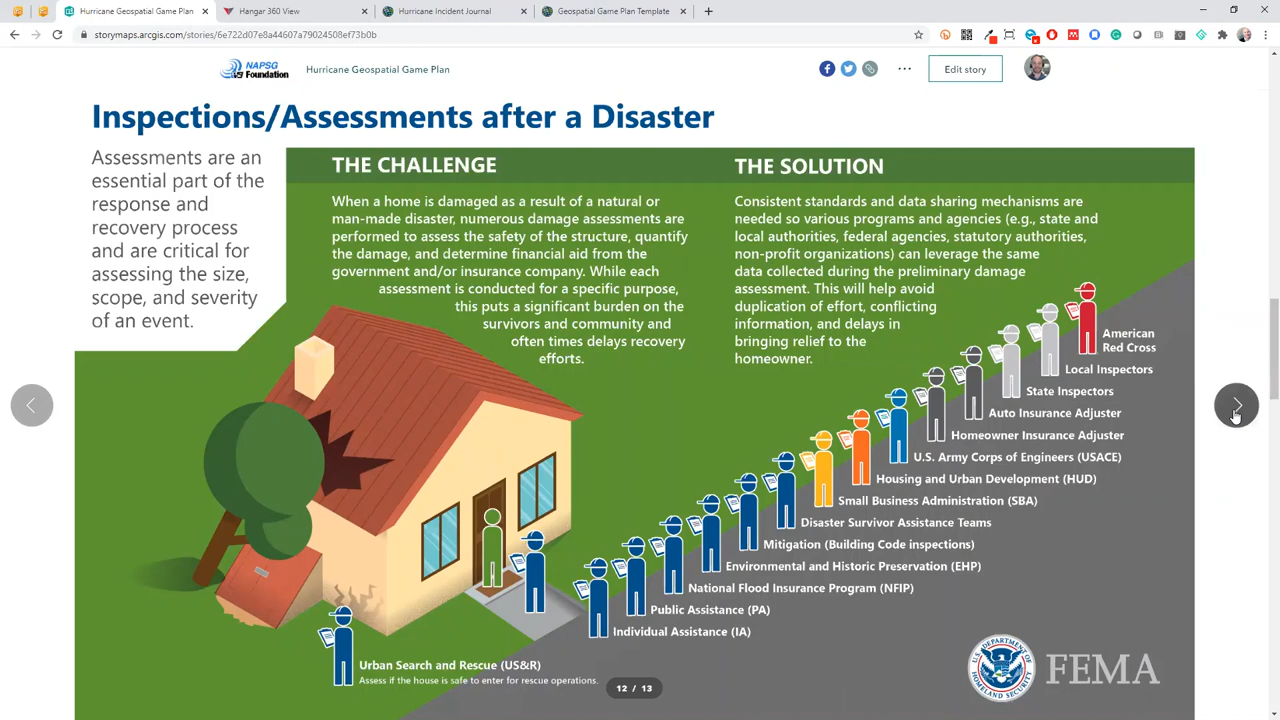 Hurricane Geospatial Game Plan
Hangar 360 View
Hurricane Incident Journal
Geospatial Game Plan Template
storymaps.arcgis.com/stories/6e722d07e8a44607a79024508ef73b0b
NAPSG
Foundation
Hurricane Geospatial Game Plan
Edit story
Inspections/Assessments after a Disaster
Assessments are an
essential part of the
response and
recovery process
and are critical for
assessing the size,
scope, and severity
of an event.
THE CHALLENGE
When a home is damaged as a result of a natural or
man-made disaster, numerous damage assessments are
performed to assess the safety of the structure, quantify
the damage, and determine financial aid from the
government and/or insurance company. While each
assessment is conducted for a specific purpose,
this puts a significant burden on the
survivors and community and
often times delays recovery
efforts.
THE SOLUTION
Consistent standards and data sharing mechanisms are
needed so various programs and agencies (e.g., state and
local authorities, federal agencies, statutory authorities,
non-profit organizations) can leverage the same
data collected during the preliminary damage
assessment. This will help avoid
duplication of effort, conflicting
information, and delays in
bringing relief to the
homeowner.
American
Red Cross
Local Inspectors
State Inspectors
Auto Insurance Adjuster
Homeowner Insurance Adjuster
U.S. Army Corps of Engineers (USACE)
Housing and Urban Development (HUD)
Small Business Administration (SBA)
Disaster Survivor Assistance Teams
Mitigation (Building Code inspections)
Environmental and Historic Preservation (EHP)
National Flood Insurance Program (NFIP)
Public Assistance (PA)
Individual Assistance (IA)
Urban Search and Rescue (US&R)
Assess if the house is safe to enter for rescue operations.
12 / 13
U.S. DEPARTMENT OF
HOMELAND SECURITY
FEMA